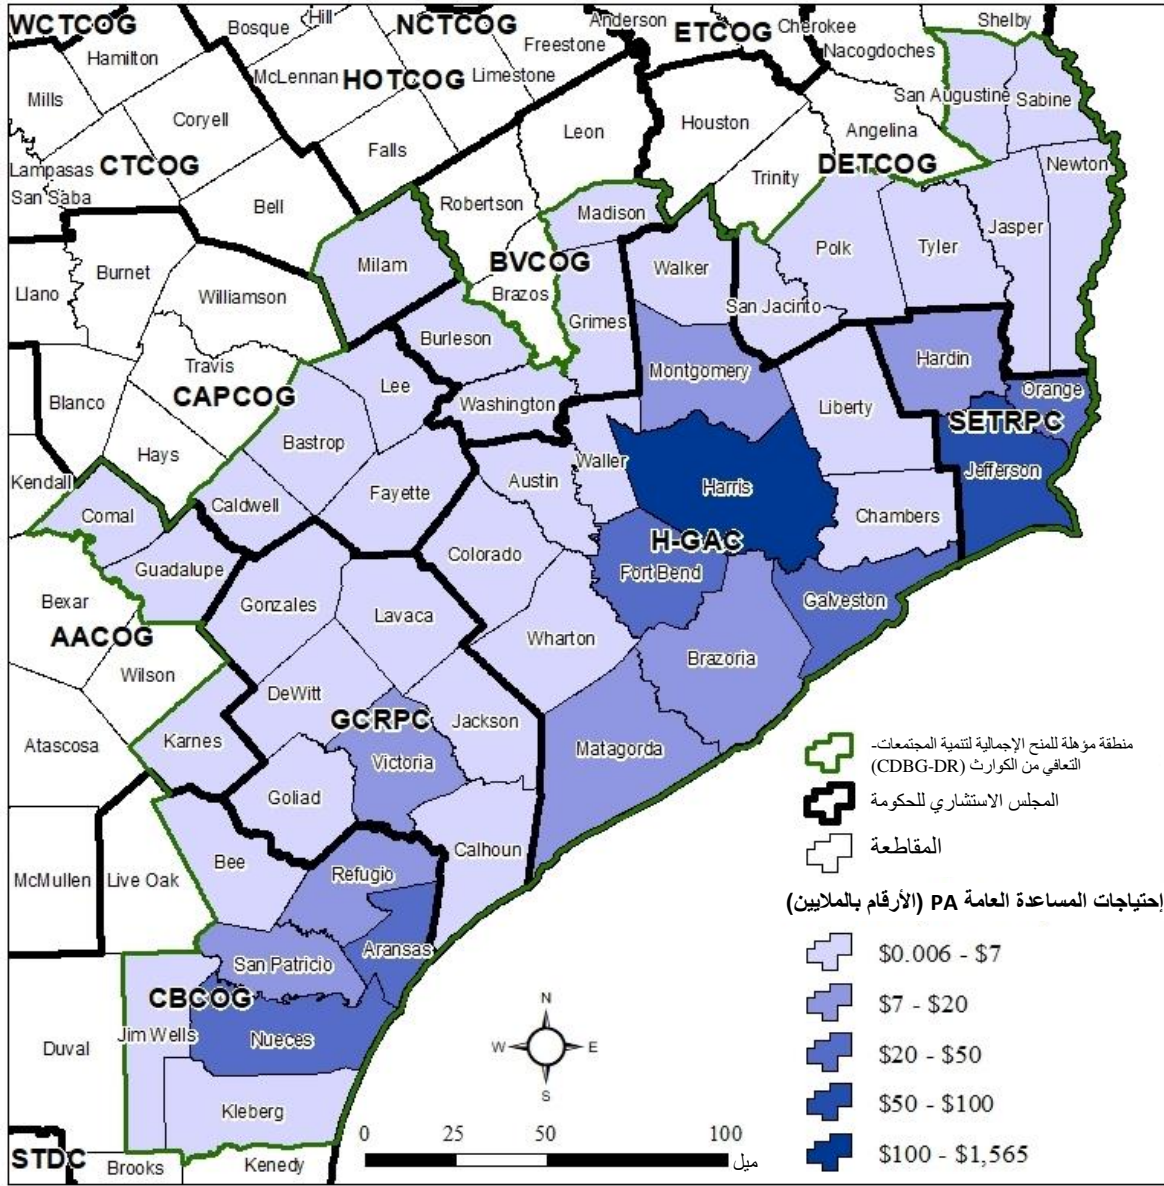 WCTCOG
Bosque
Hill
NCTCOG
Anderson
ETCOG
Cherokee
Shelby
Hamilton
Freestone
Nacogdoches
McLennan
HOTCOG
Limestone
Mills
San Augustine
Sabine
Coryell
Leon
Houston
Angelina
Falls
Lampasas
CTCOG
DETCOG
Newton
Trinity
San Saba
Bell
Robertson
Madison
Jasper
Polk
Tyler
Milam
BVCOG
Walker
Burnet
Llano
Williamson
Brazos
San Jacinto
Grimes
Burleson
Travis
Hardin
Montgomery
Lee
Orange
CAPCOG
Blanco
Washington
Liberty
SETRPC
Bastrop
Hays
Waller
Jefferson
Kendall
Austin
Harris
Fayette
Caldwell
Comal
Chambers
H-GAC
Colorado
Guadalupe
Fort Bend
Bexar
Gonzales
Lavaca
Galveston
AACOG
Wharton
Brazoria
Wilson
DeWitt
GCRPC
Jackson
Karnes
Atascosa
Matagorda
Victoria
Goliad
Calhoun
Bee
Refugio
McMullen
Live Oak
Aransas
San Patricio
CBCOG
Jim Wells
Nueces
Duval
Kleberg
STDC
Brooks
Kenedy
منطقة مؤهلة للمنح الإجمالية لتنمية المجتمعات-
التعافي من الكوارث (CDBG-DR)
المجلس الاستشاري للحكومة
المقاطعة
إحتياجات المساعدة العامة PA (الأرقام بالملايين)
$0.006 - $7
$7 - $20
$20 - $50
$50 - $100
$100 - $1,565
N
W E
S
0 25 50 100
ميل